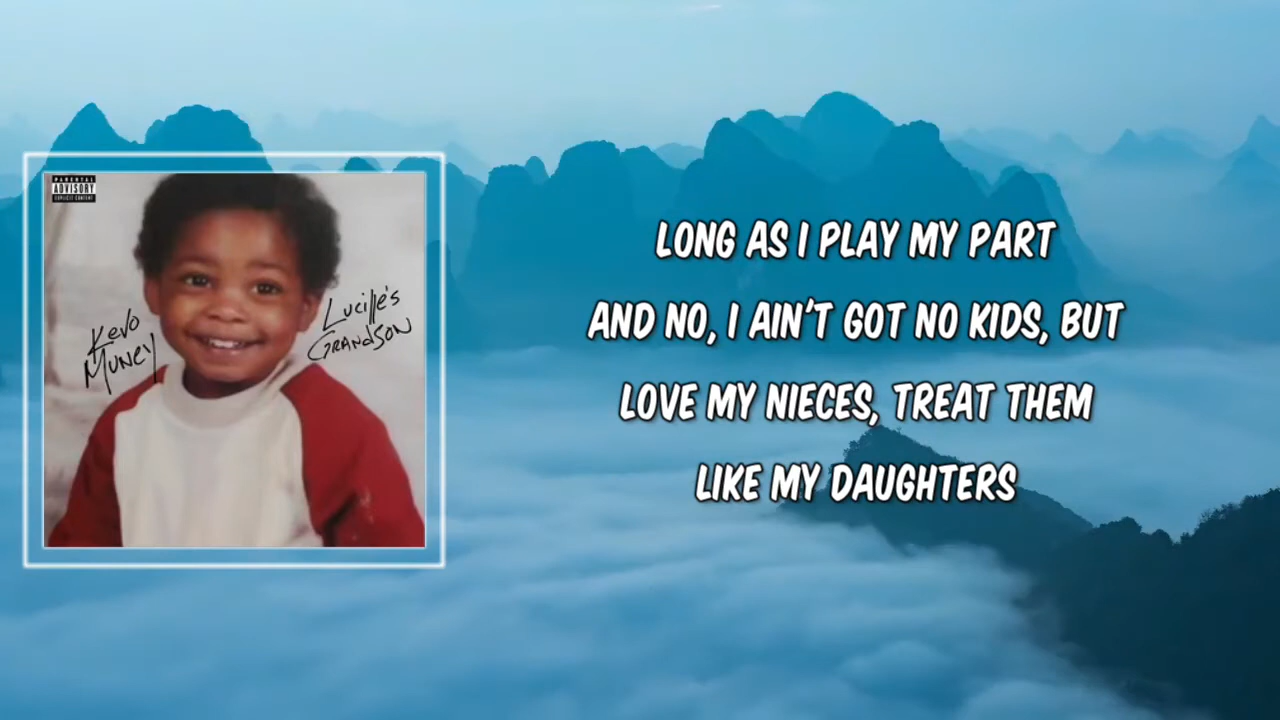 PARENTAL
ADVISORY
EXPLICIT CONTENT
Kevo
Muney
Lucille's
Grandson
LONG AS I PLAY MY PART
AND NO, I AIN'T GOT NO KIDS, BUT
LOVE MY NIECES, TREAT THEM
LIKE MY DAUGHTERS